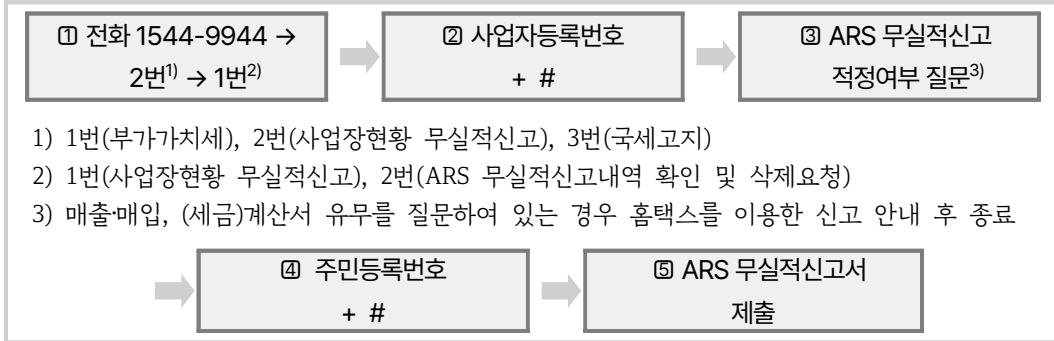 ① 전화 1544-9944 →
2번1) → 1번2)
② 사업자등록번호
+ #
③ ARS 무실적신고
적정여부 질문3)
1) 1번(부가가치세), 2번(사업장현황 무실적신고), 3번(국세고지)
2) 1번(사업장현황 무실적신고), 2번(ARS 무실적신고내역 확인 및 삭제요청)
3) 매출·매입, (세금)계산서 유무를 질문하여 있는 경우 홈택스를 이용한 신고 안내 후 종료
④ 주민등록번호
+ #
⑤ ARS 무실적신고서
제출